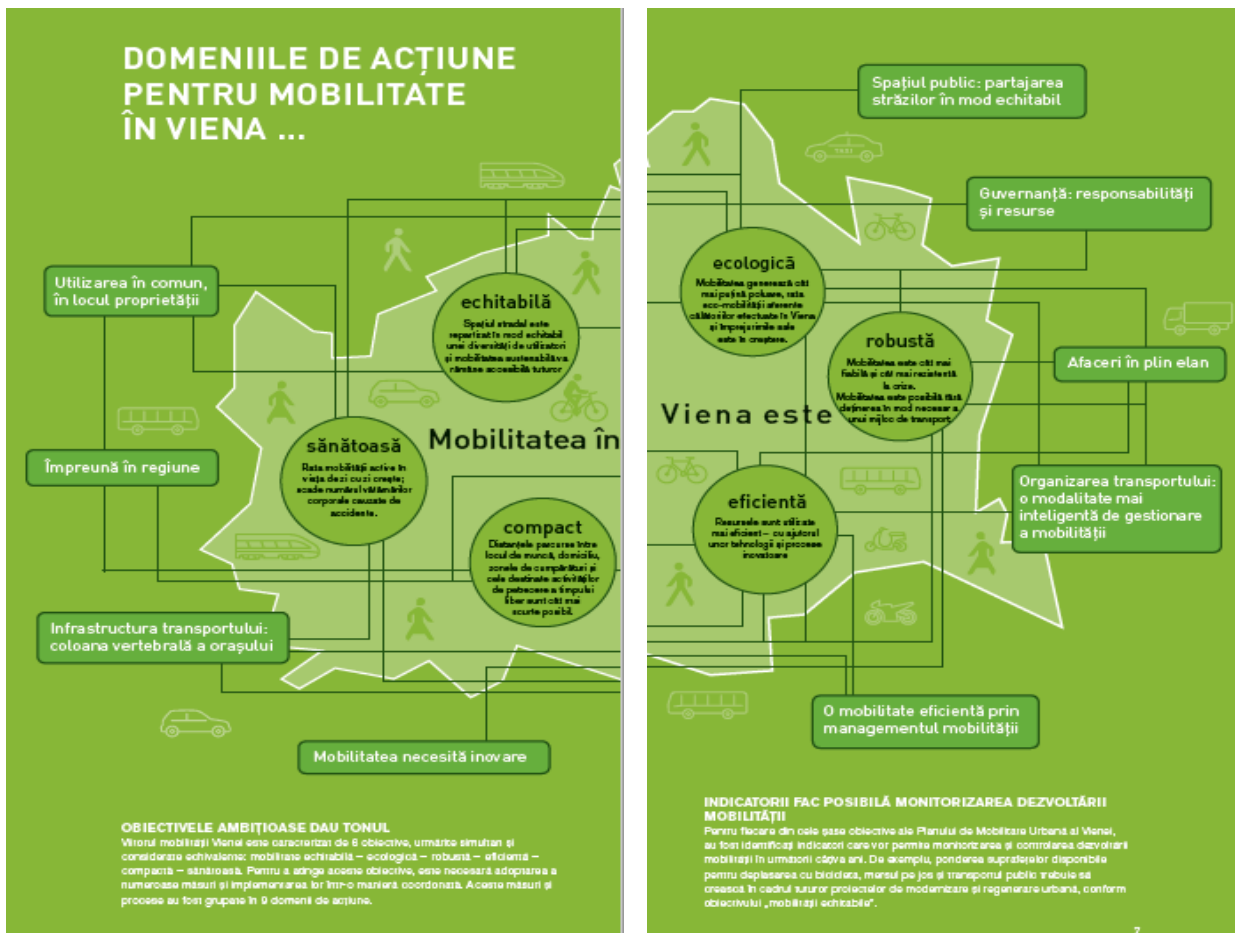 DOMENIILE DE ACȚIUNE
PENTRU MOBILITATE
ÎN VIENA ...
Utilizarea în comun,
în locul proprietății
echitabilă
Spațiul stradal este
repartizat în mod echitabil
unei diversități de utilizatori
și mobilitatea sustenabilă va
rămâne accesibilă tuturor
sănătoasă
Rata mobilității active în
viața de zi cu zi crește;
scade numărul vătămărilor
corporale cauzate de
accidente.
Mobilitatea în
Împreună în regiune
compact
Distanțele parcurse între
locul de muncă, domiciliu,
zonele de cumpărături și
cele destinate activităților
de petrecere a timpului
liber sunt cât mai
scurte posibil.
Infrastructura transportului:
coloana vertebrală a orașului
Mobilitatea necesită inovare
OBIECTIVELE AMBIȚIOASE DAU TONUL
Viitorul mobilității Vienei este caracterizat de 6 obiective, urmărite simultan și
considerate echivalente: mobilitate echitabilă – ecologică – robustă – eficientă –
compactă – sănătoasă. Pentru a atinge aceste obiective, este necesară adoptarea a
numeroase măsuri și implementarea lor într-o manieră coordonată. Aceste măsuri și
procese au fost grupate în 9 domenii de acțiune.
Spațiul public: partajarea
străzilor în mod echitabil
Guvernanță: responsabilități
și resurse
ecologică
Mobilitatea generează cât
mai puțină poluare, rata
eco-mobilității aferente
călătoriilor efectuate în Viena
și împrejurimile sale
este în creștere.
TAXI
robustă
Mobilitatea este cât mai
fiabilă și cât mai rezistentă
la crize.
Mobilitatea este posibilă fără
deținerea în mod necesar a
unui mijloc de transport.
Afaceri în plin elan
Viena este
eficientă
Resursele sunt utilizate
mai eficient – cu ajutorul
unor tehnologii și procese
inovatoare
Organizarea transportului:
o modalitate mai
inteligentă de gestionare
a mobilității
O mobilitate eficientă prin
managementul mobilității
INDICATORII FAC POSIBILĂ MONITORIZAREA DEZVOLTĂRII
MOBILITĂȚII
Pentru fiecare din cele șase obiective ale Planului de Mobilitate Urbană al Vienei,
au fost identificați indicatori care vor permite monitorizarea și controlarea dezvoltării
mobilității în următorii câțiva ani. De exemplu, ponderea suprafețelor disponibile
pentru deplasarea cu bicicleta, mersul pe jos și transportul public trebuie să
crească în cadrul tuturor proiectelor de modernizare și regenerare urbană, conform
obiectivului „mobilității echitabile”.
7